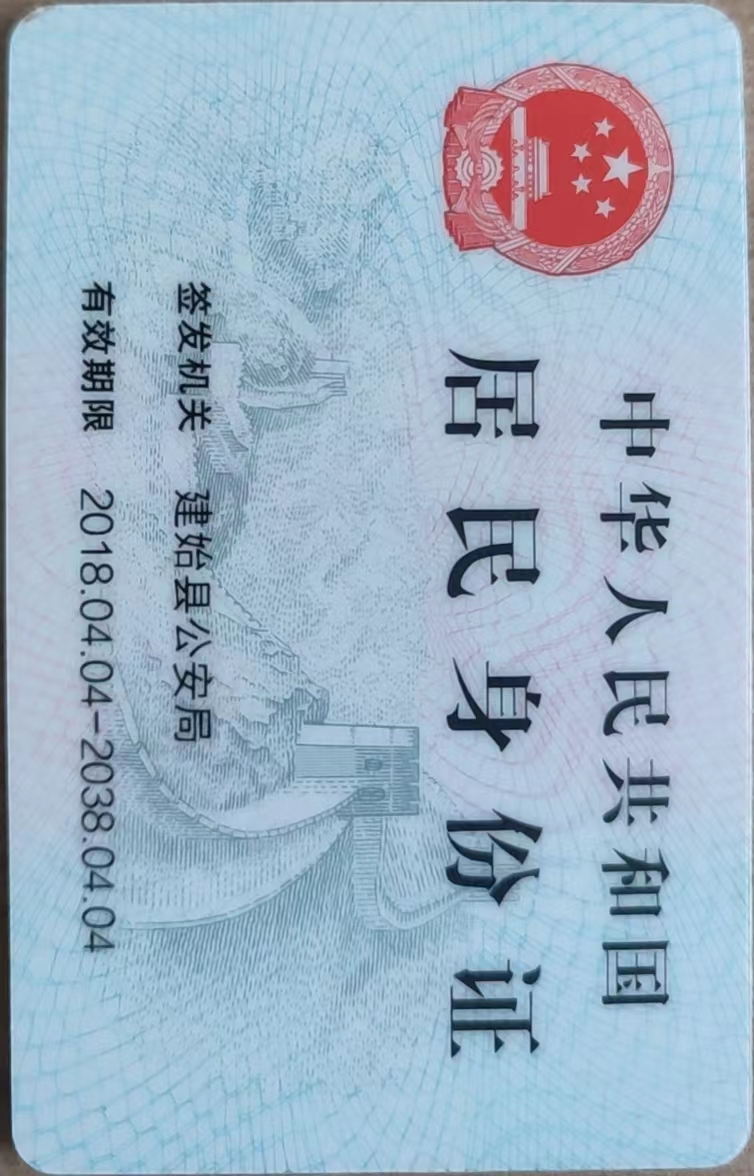 中华人民共和国
居民身份证
签发机关 建始县公安局
有效期限 2018.04.04-2038.04.04